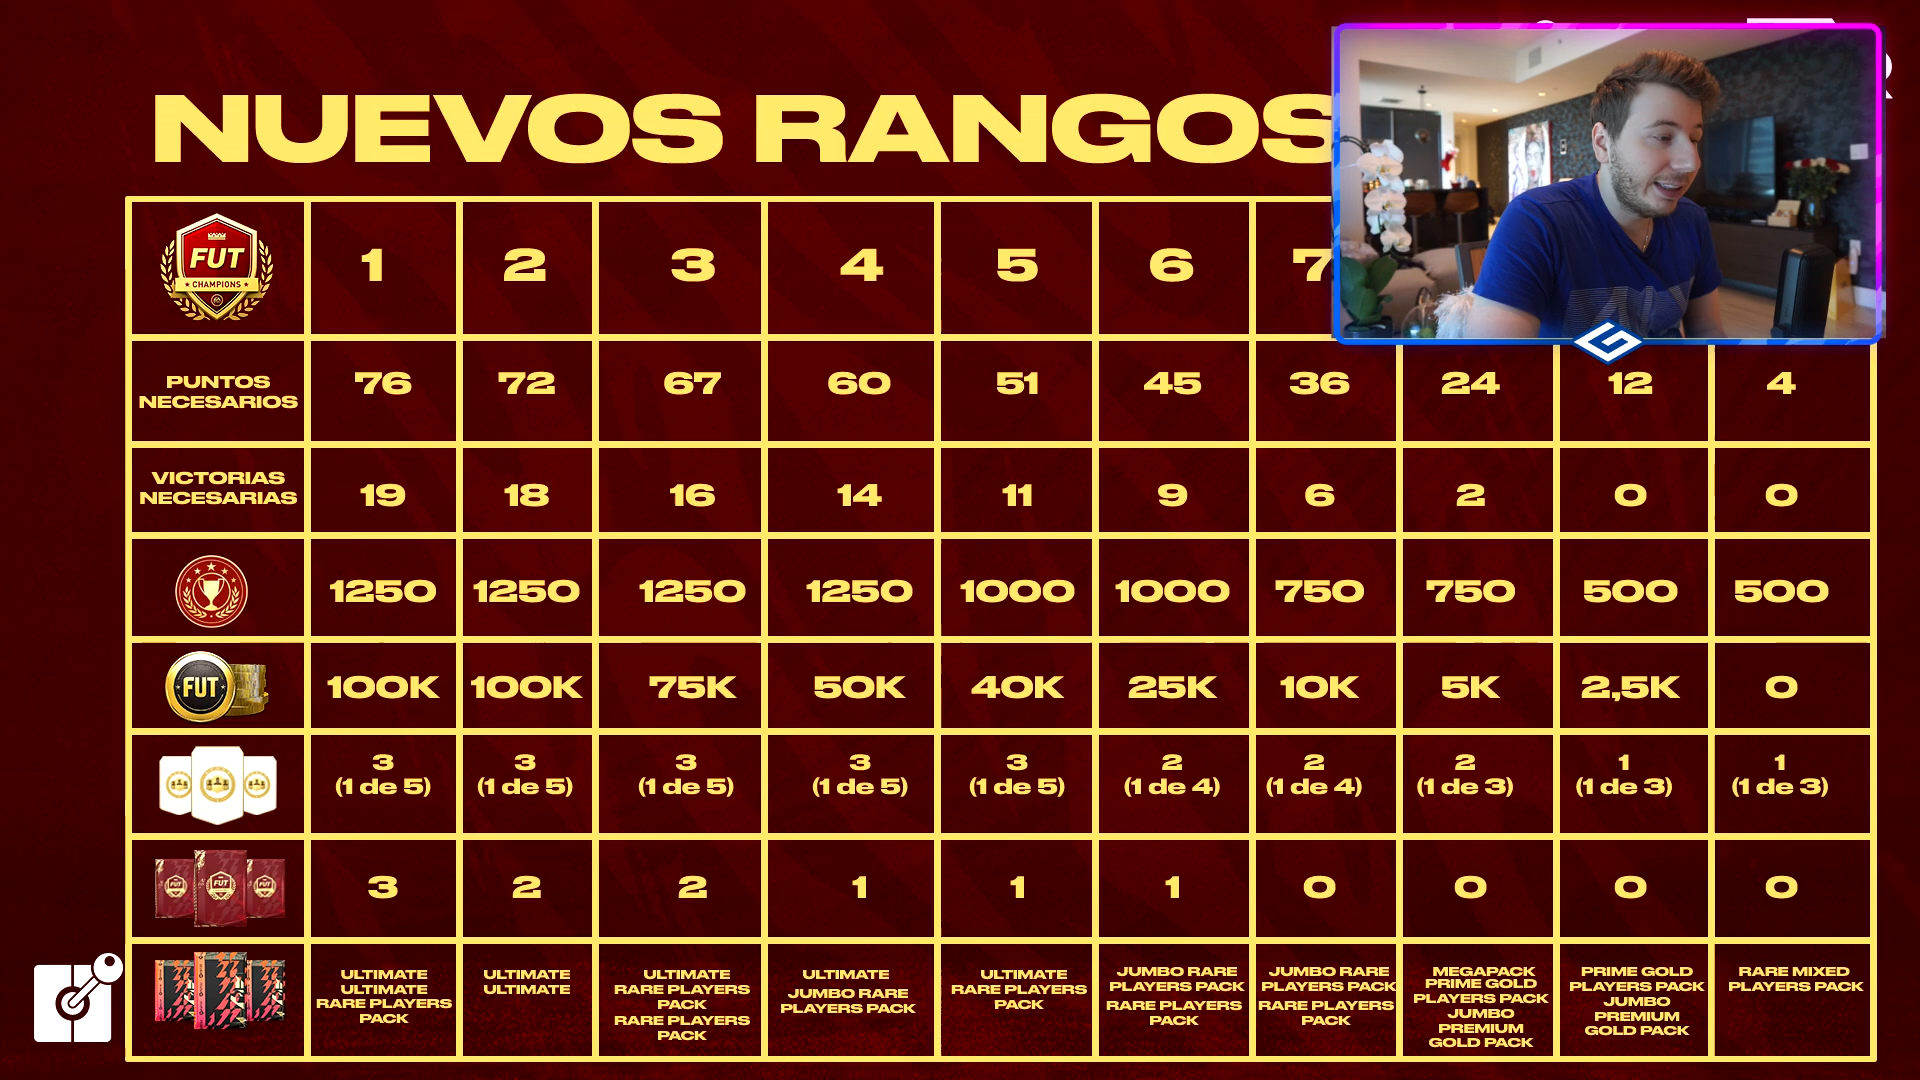 NUEVOS RANGOS
FUT
CHAMPIONS
1 2 3 4 5 6 7
PUNTOS
NECESARIOS
76 72 67 60 51 45 36 24 12 4
VICTORIAS
NECESARIAS
19 18 16 14 11 9 6 2 0 0
1250 1250 1250 1250 1000 1000 750 750 500 500
FUT
100K 100K 75K 50K 40K 25K 10K 5K 2,5K 0
3 3 3 3 3 2 2 2 1 1
(1 de 5) (1 de 5) (1 de 5) (1 de 5) (1 de 5) (1 de 4) (1 de 4) (1 de 3) (1 de 3) (1 de 3)
FUT FUT FUT
3 2 2 1 1 1 0 0 0 0
ULTIMATE
ULTIMATE
RARE PLAYERS
PACK
ULTIMATE
ULTIMATE
ULTIMATE
RARE PLAYERS
PACK
RARE PLAYERS
PACK
ULTIMATE
JUMBO RARE
PLAYERS PACK
ULTIMATE
RARE PLAYERS
PACK
JUMBO RARE
PLAYERS PACK
RARE PLAYERS
PACK
JUMBO RARE
PLAYERS PACK
RARE PLAYERS
PACK
MEGAPACK
PRIME GOLD
PLAYERS PACK
JUMBO
PREMIUM
GOLD PACK
PRIME GOLD
PLAYERS PACK
JUMBO
PREMIUM
GOLD PACK
RARE MIXED
PLAYERS PACK